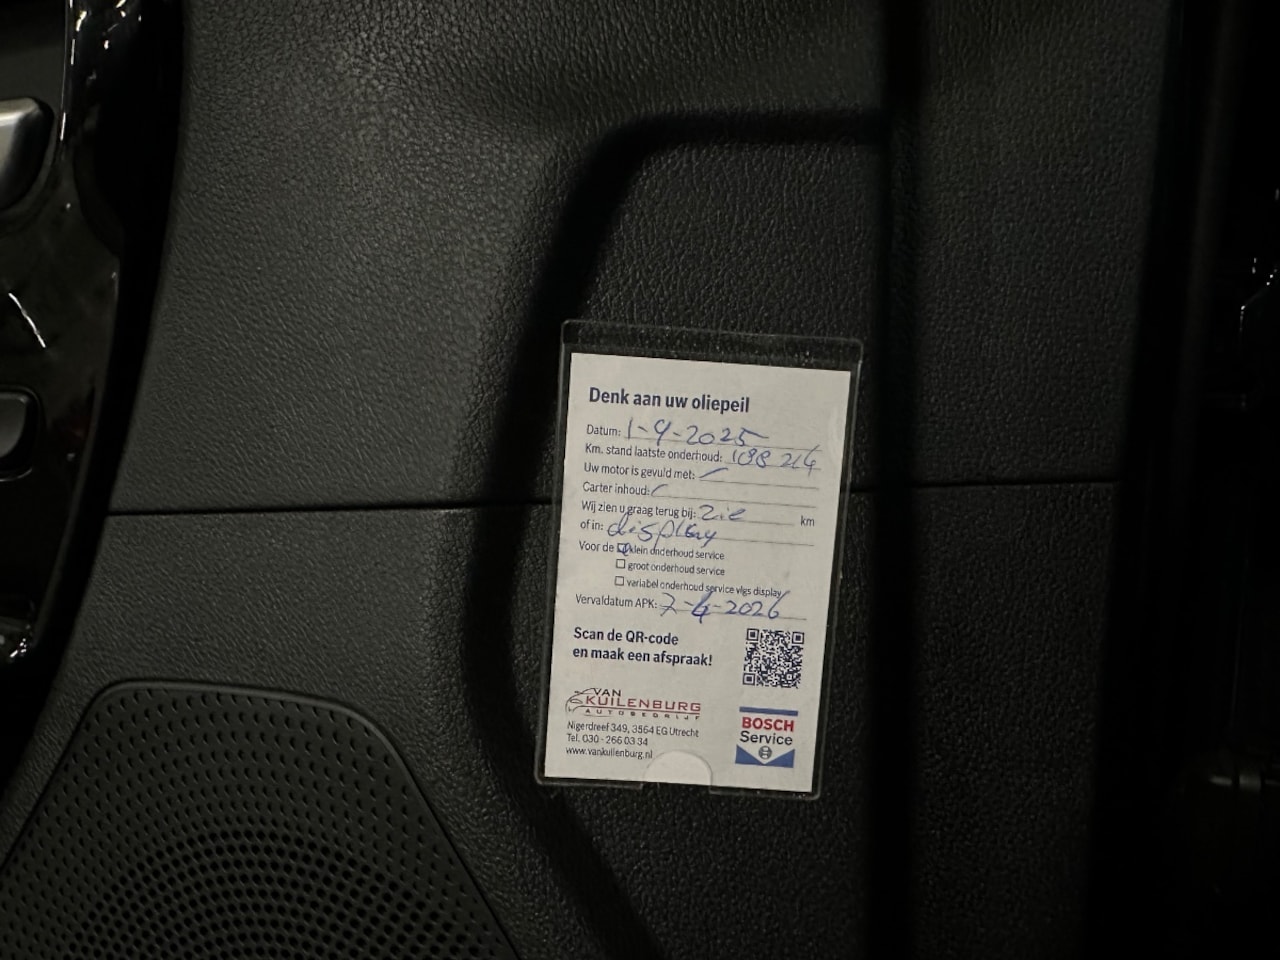 Denk aan uw oliepeil
Datum: 1-9-2025
Km. stand laatste onderhoud: 198 214
Uw motor is gevuld met:
Carter inhoud:
Wij zien u graag terug bij: zie km
of in: display
Voor de klein onderhoud service
groot onderhoud service
variabel onderhoud service vlgs display
Vervaldatum APK: 7-4-2026
Scan de QR-code
en maak een afspraak!
VAN
KUILENBURG
AUTOBEDRIJF
Nigerdreef 349, 3564 EG Utrecht
Tel. 030 - 266 03 34
www.vankuilenburg.nl
BOSCH
Service